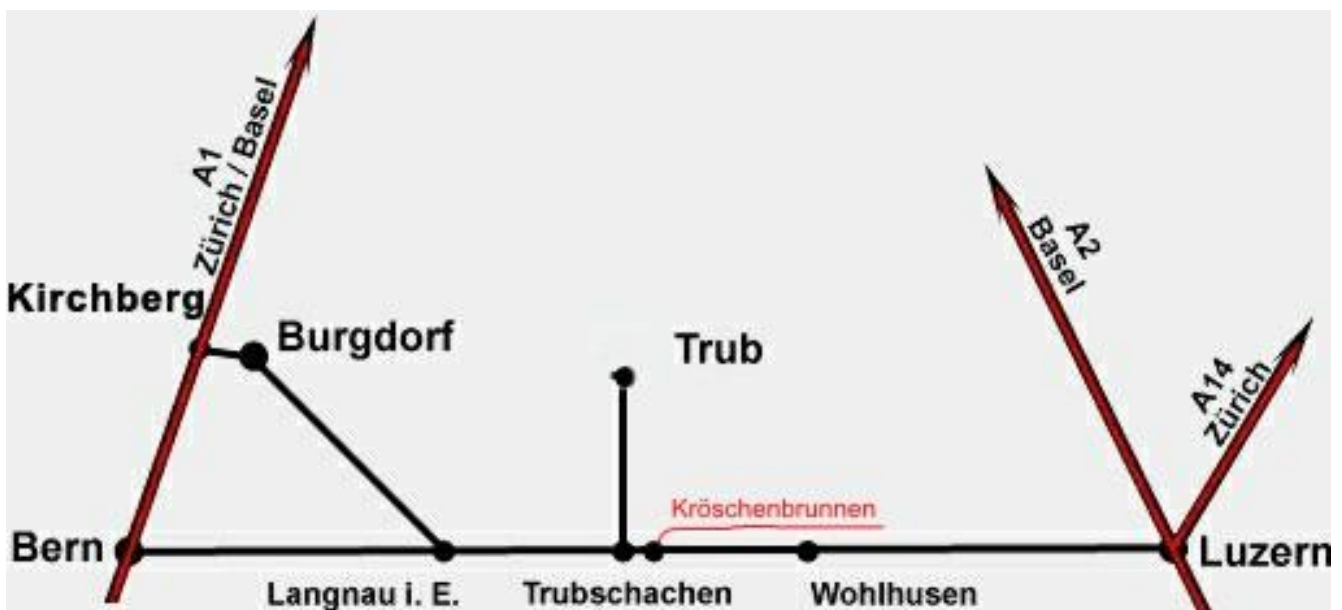 A1
Zürich / Basel
A2
Basel
Kirchberg
Burgdorf
Trub
A14
Zürich
Kröschenbrunnen
Bern
Luzern
Langnau i. E.
Trubschachen
Wohlhusen